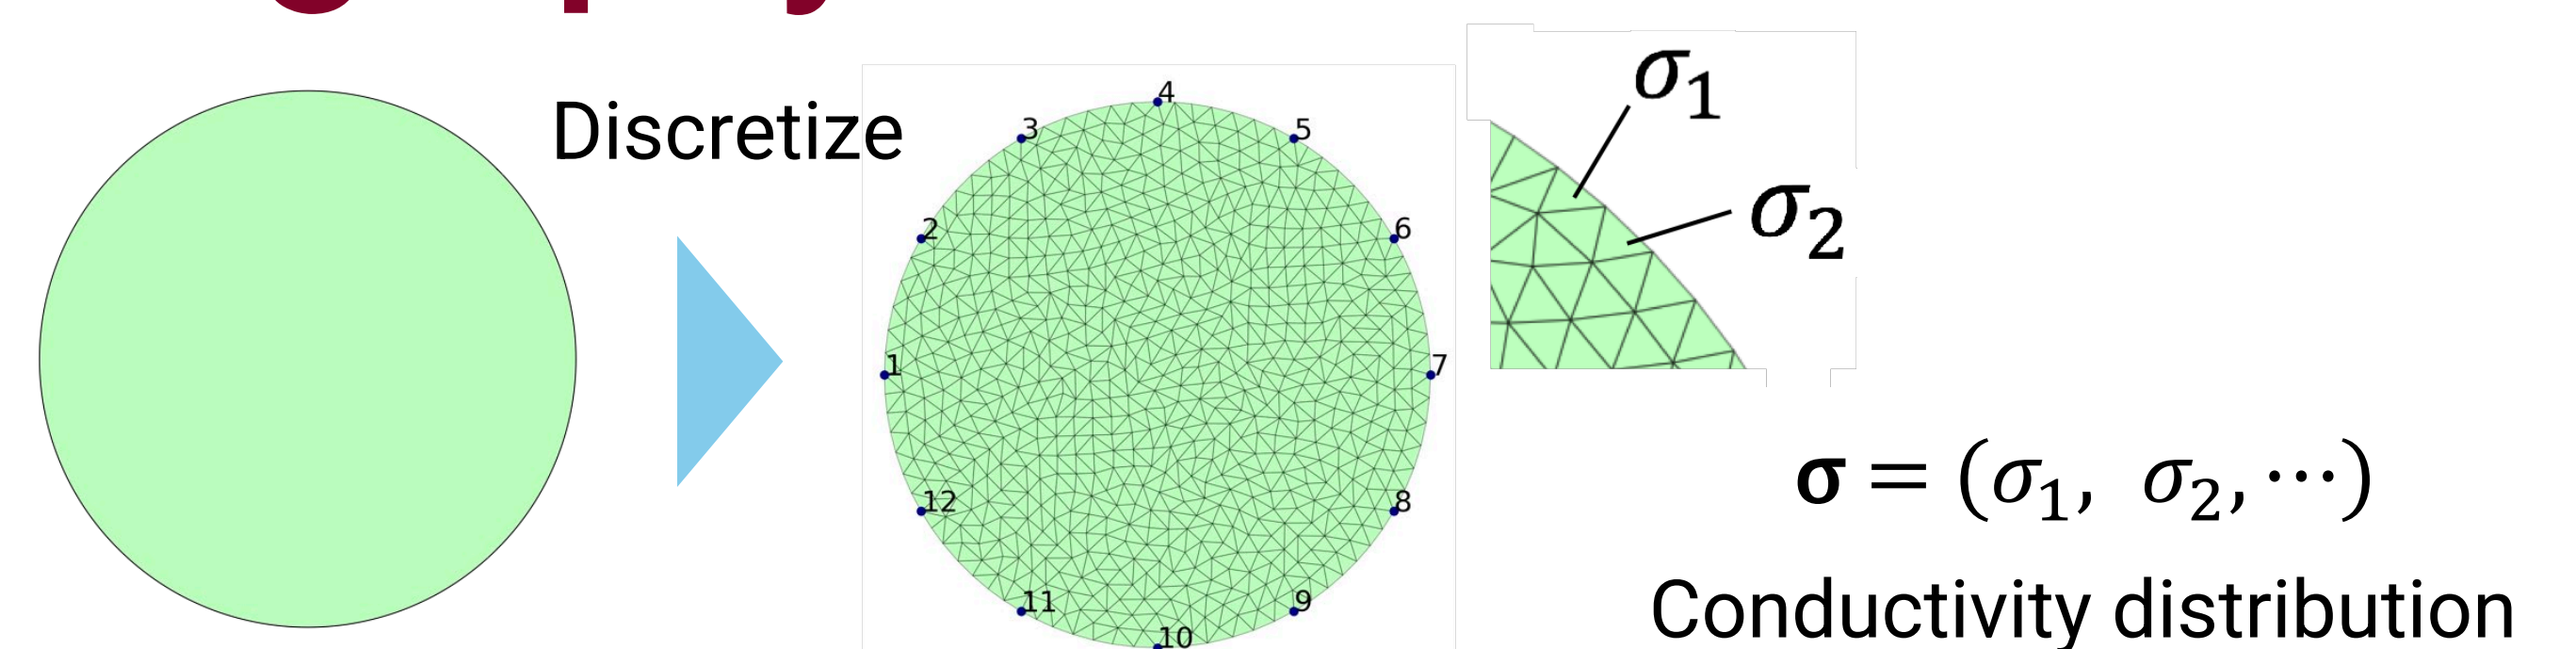 Discretize
4
3
5
2
6
1
7
12
8
11
9
10
σ1
σ2
σ = (σ1, σ2, ⋯)
Conductivity distribution